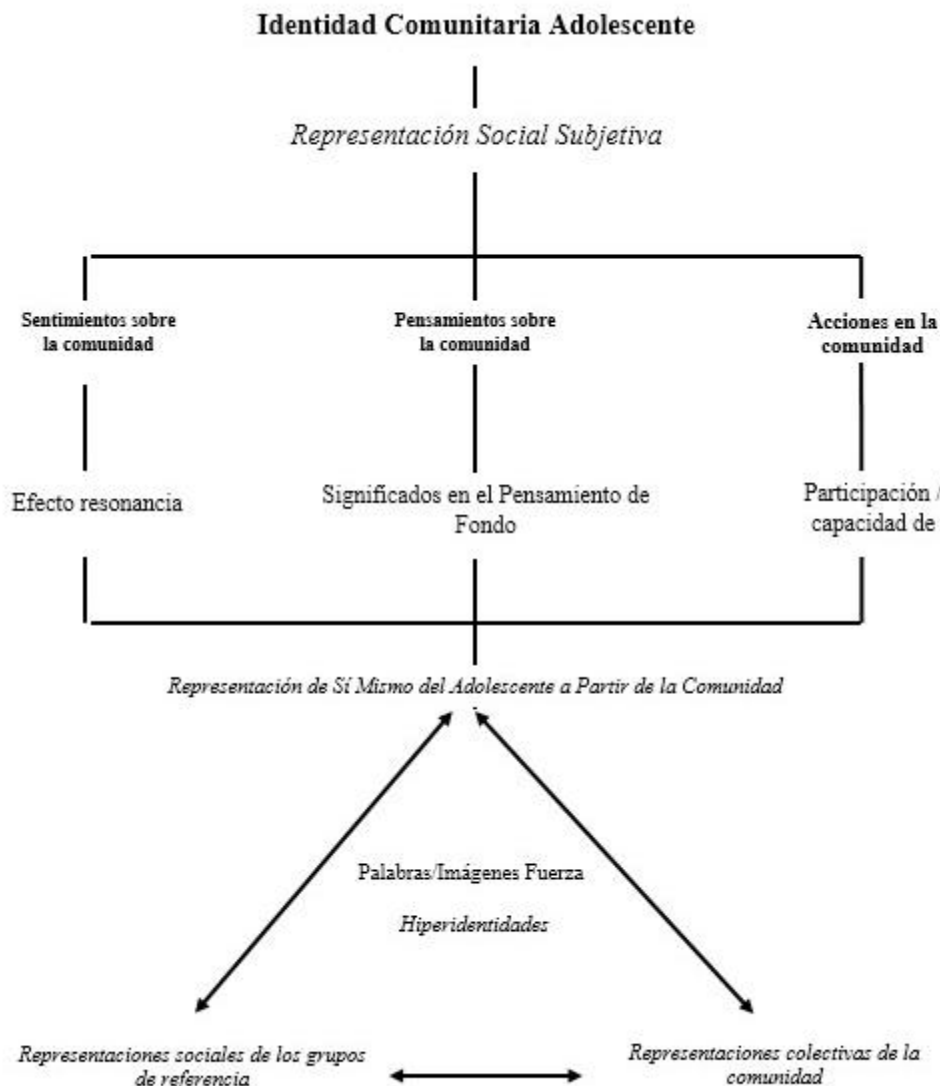 Identidad Comunitaria Adolescente
Representación Social Subjetiva
Sentimientos sobre
la comunidad
Pensamientos sobre
la comunidad
Acciones en la
comunidad
Efecto resonancia
Significados en el Pensamiento de
Fondo
Participación /
capacidad de
Representación de Sí Mismo del Adolescente a Partir de la Comunidad
Palabras/Imágenes Fuerza
Hiperidentidades
Representaciones sociales de los grupos
de referencia
Representaciones colectivas de la
comunidad